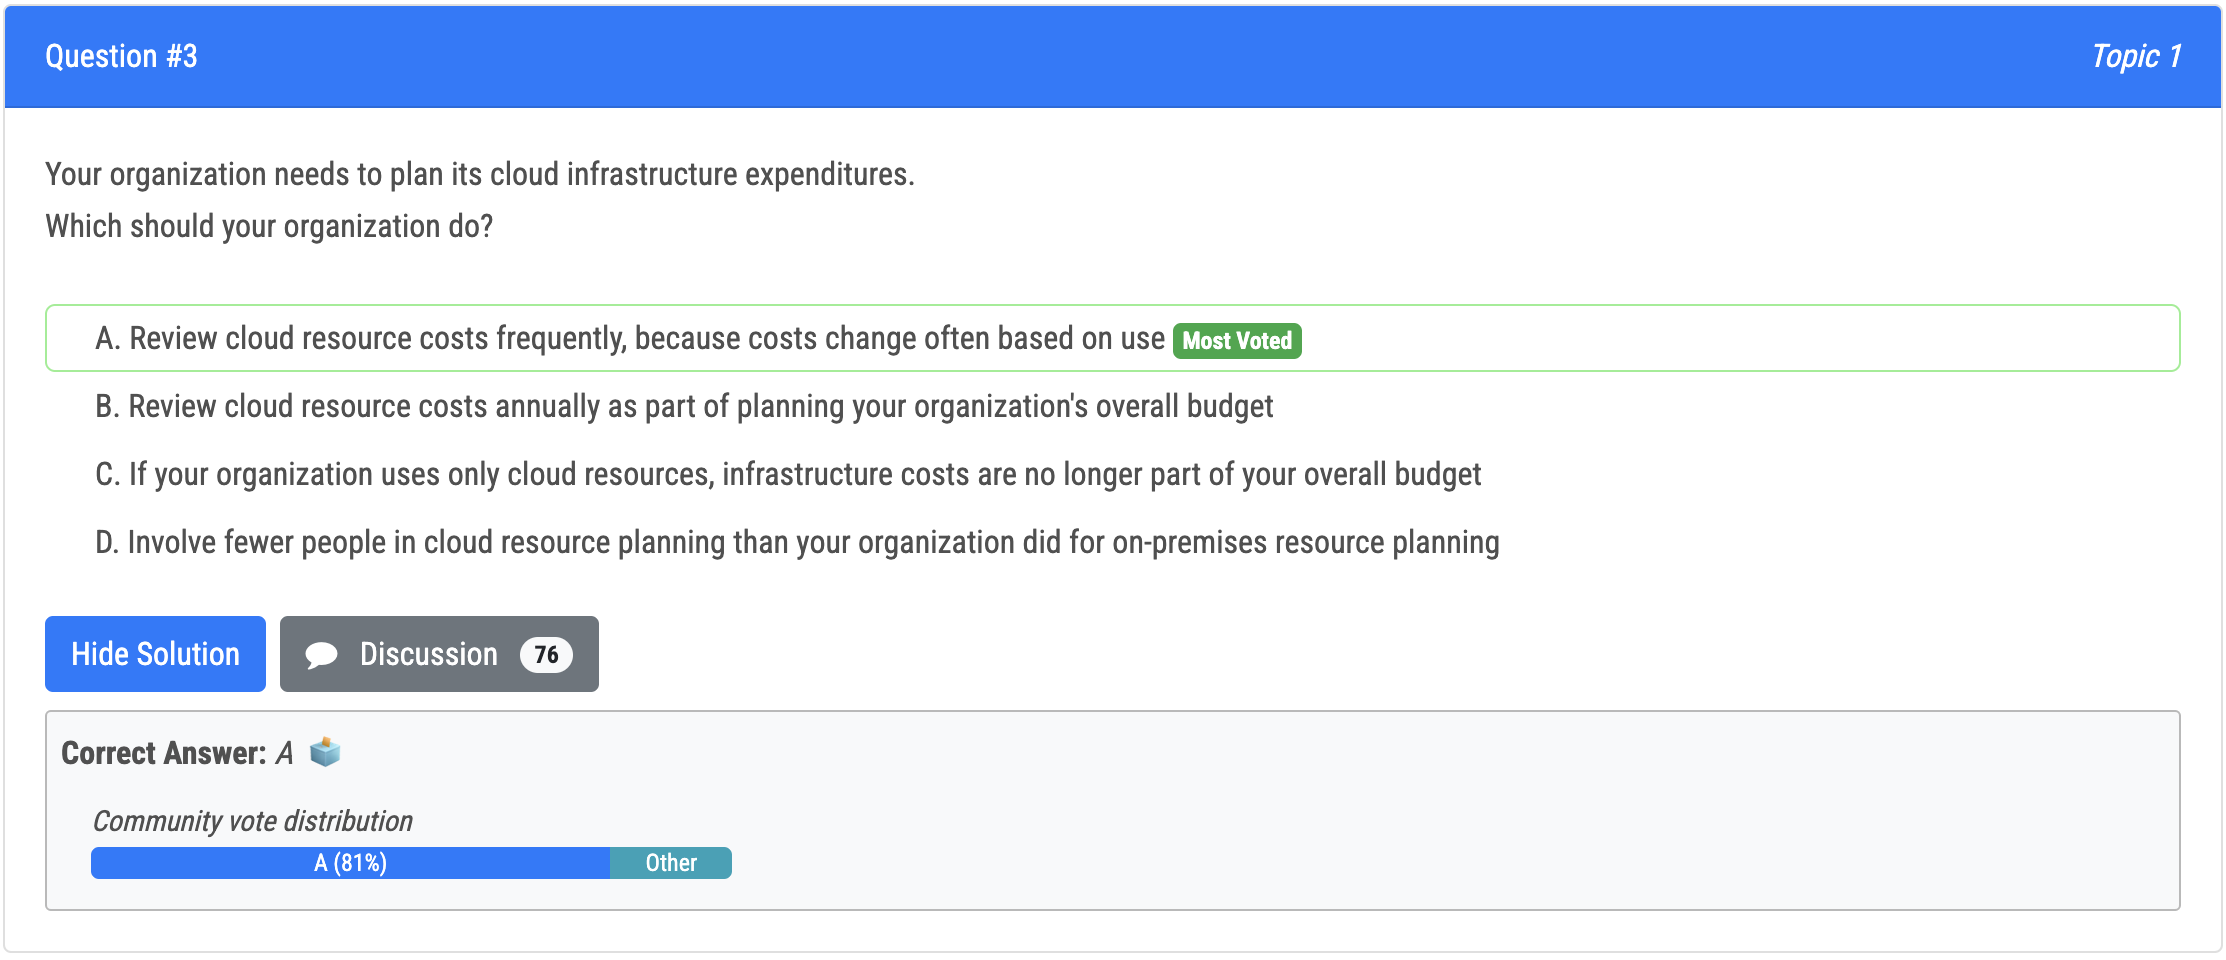 Question #3
Topic 1
Your organization needs to plan its cloud infrastructure expenditures.
Which should your organization do?
A. Review cloud resource costs frequently, because costs change often based on use Most Voted
B. Review cloud resource costs annually as part of planning your organization's overall budget
C. If your organization uses only cloud resources, infrastructure costs are no longer part of your overall budget
D. Involve fewer people in cloud resource planning than your organization did for on-premises resource planning
Hide Solution
Discussion 76
Correct Answer: A
Community vote distribution
A (81%)
Other